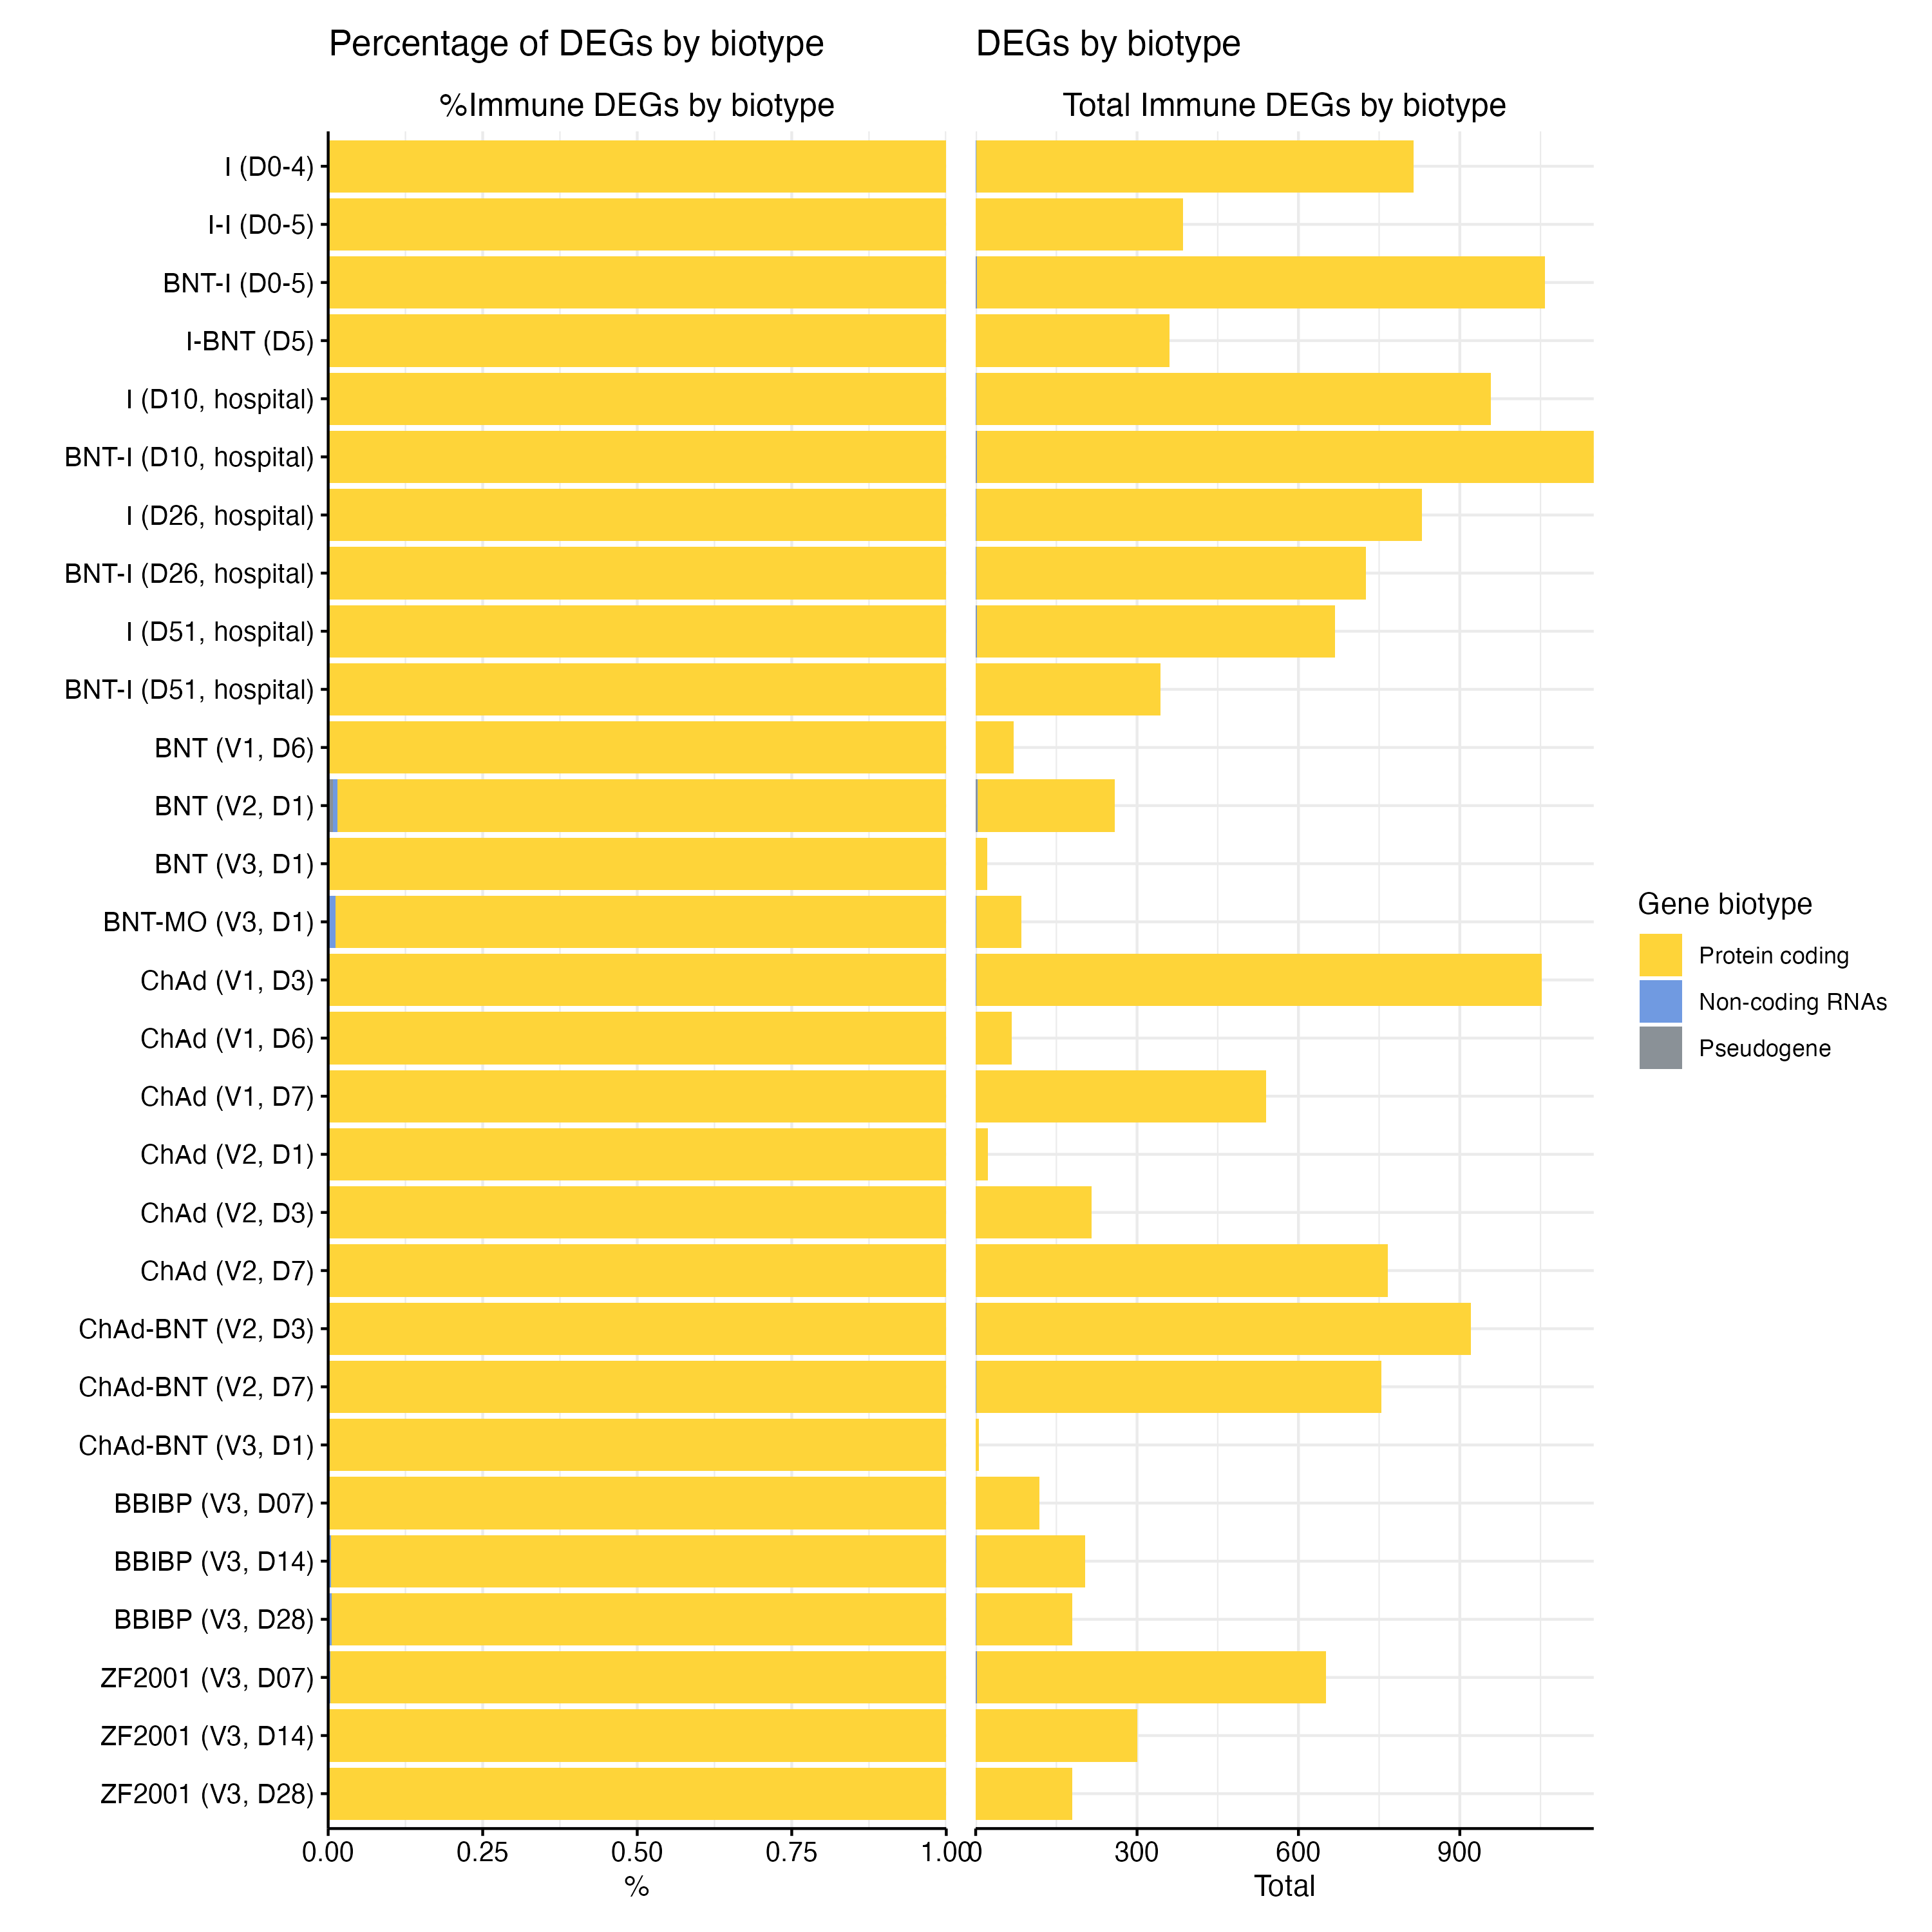 Percentage of DEGs by biotype
DEGs by biotype
%Immune DEGs by biotype
Total Immune DEGs by biotype
I (D0-4)
I-I (D0-5)
BNT-I (D0-5)
I-BNT (D5)
I (D10, hospital)
BNT-I (D10, hospital)
I (D26, hospital)
BNT-I (D26, hospital)
I (D51, hospital)
BNT-I (D51, hospital)
BNT (V1, D6)
BNT (V2, D1)
BNT (V3, D1)
BNT-MO (V3, D1)
ChAd (V1, D3)
ChAd (V1, D6)
ChAd (V1, D7)
ChAd (V2, D1)
ChAd (V2, D3)
ChAd (V2, D7)
ChAd-BNT (V2, D3)
ChAd-BNT (V2, D7)
ChAd-BNT (V3, D1)
BBIBP (V3, D07)
BBIBP (V3, D14)
BBIBP (V3, D28)
ZF2001 (V3, D07)
ZF2001 (V3, D14)
ZF2001 (V3, D28)
0.00 0.25 0.50 0.75 1.00
0 300 600 900
%
Total
Gene biotype
Protein coding
Non-coding RNAs
Pseudogene